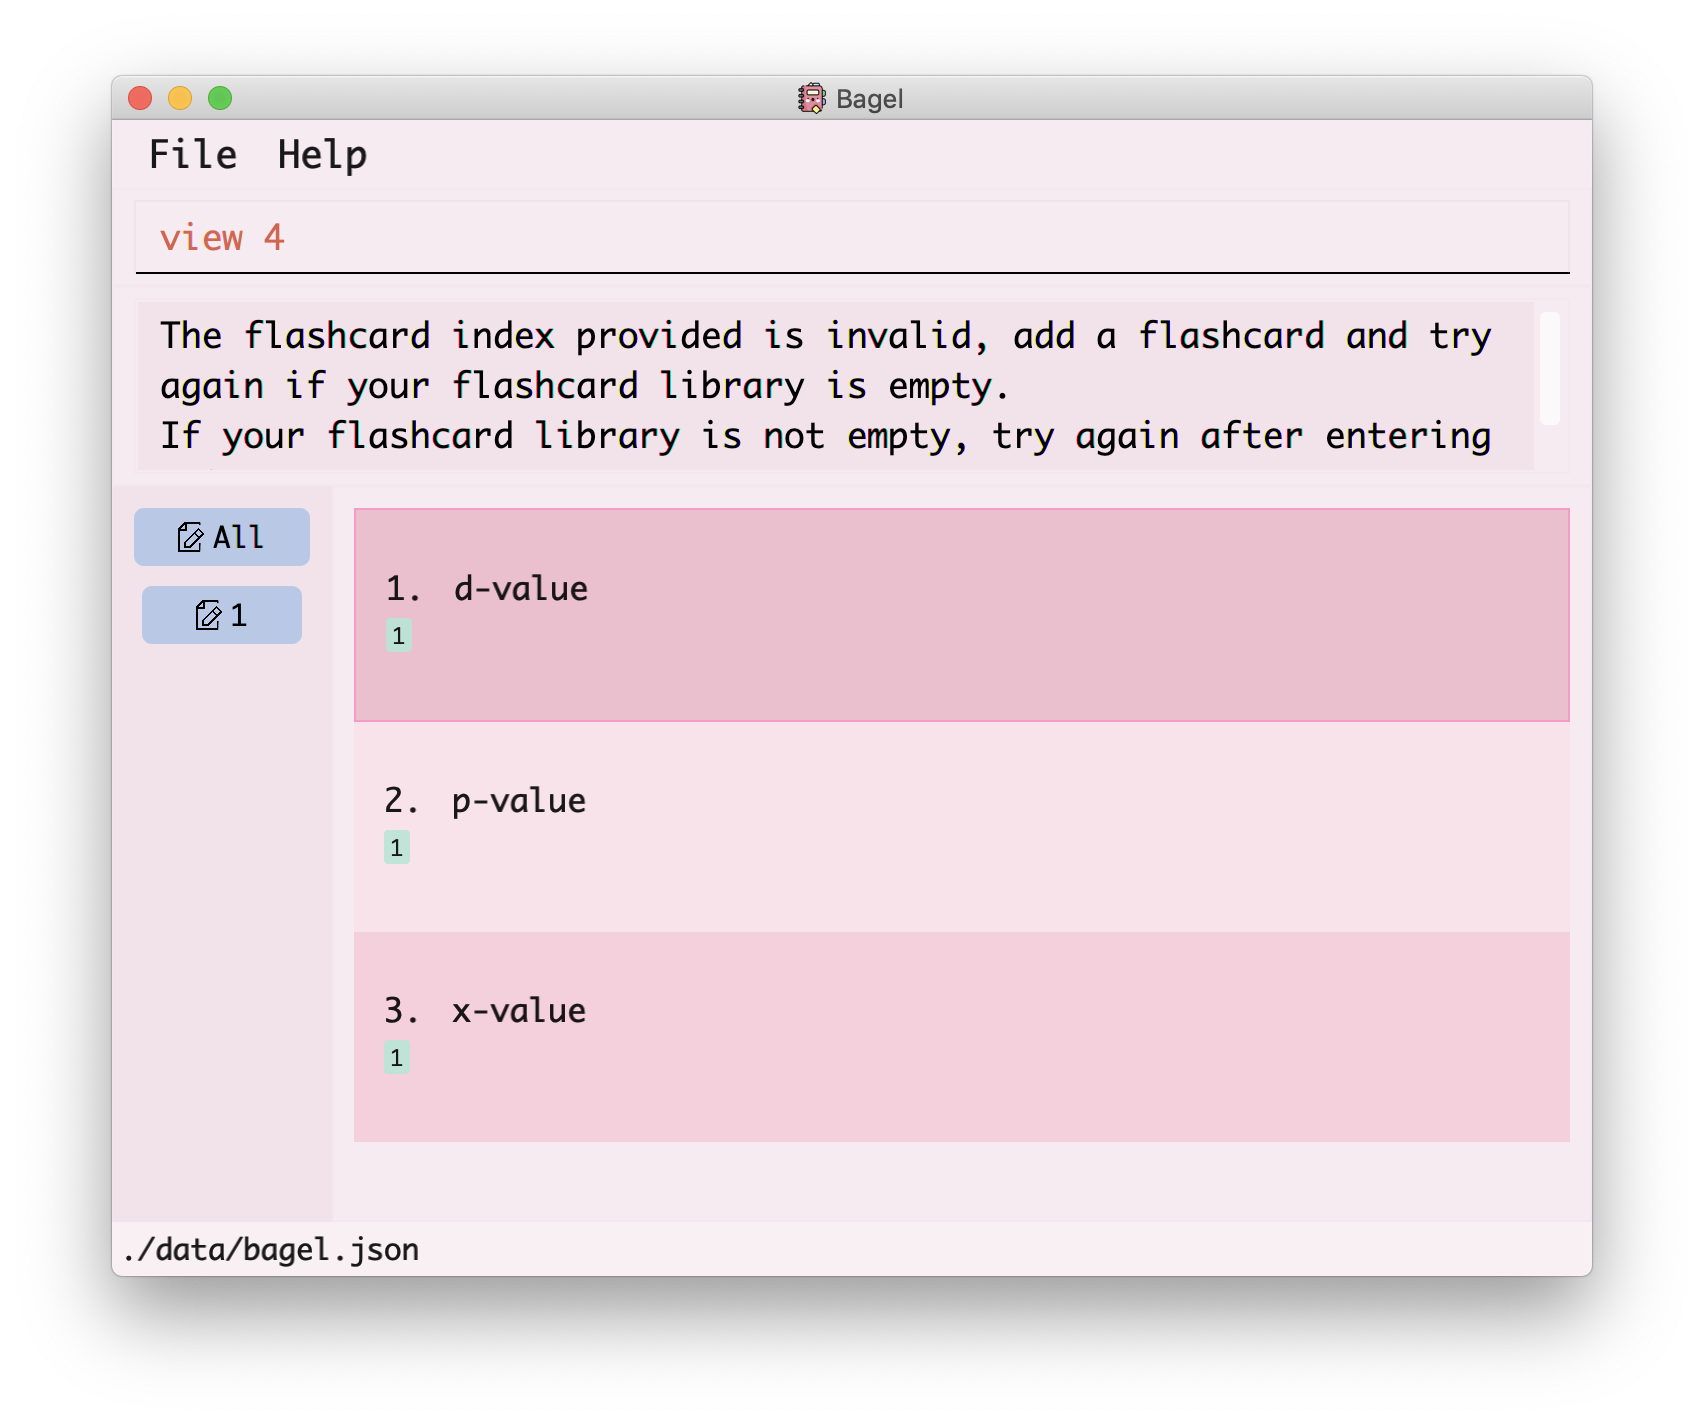 Bagel
File Help
view 4
The flashcard index provided is invalid, add a flashcard and try
again if your flashcard library is empty.
If your flashcard library is not empty, try again after entering
All
1
1. d-value
1
2. p-value
1
3. x-value
1
./data/bagel.json